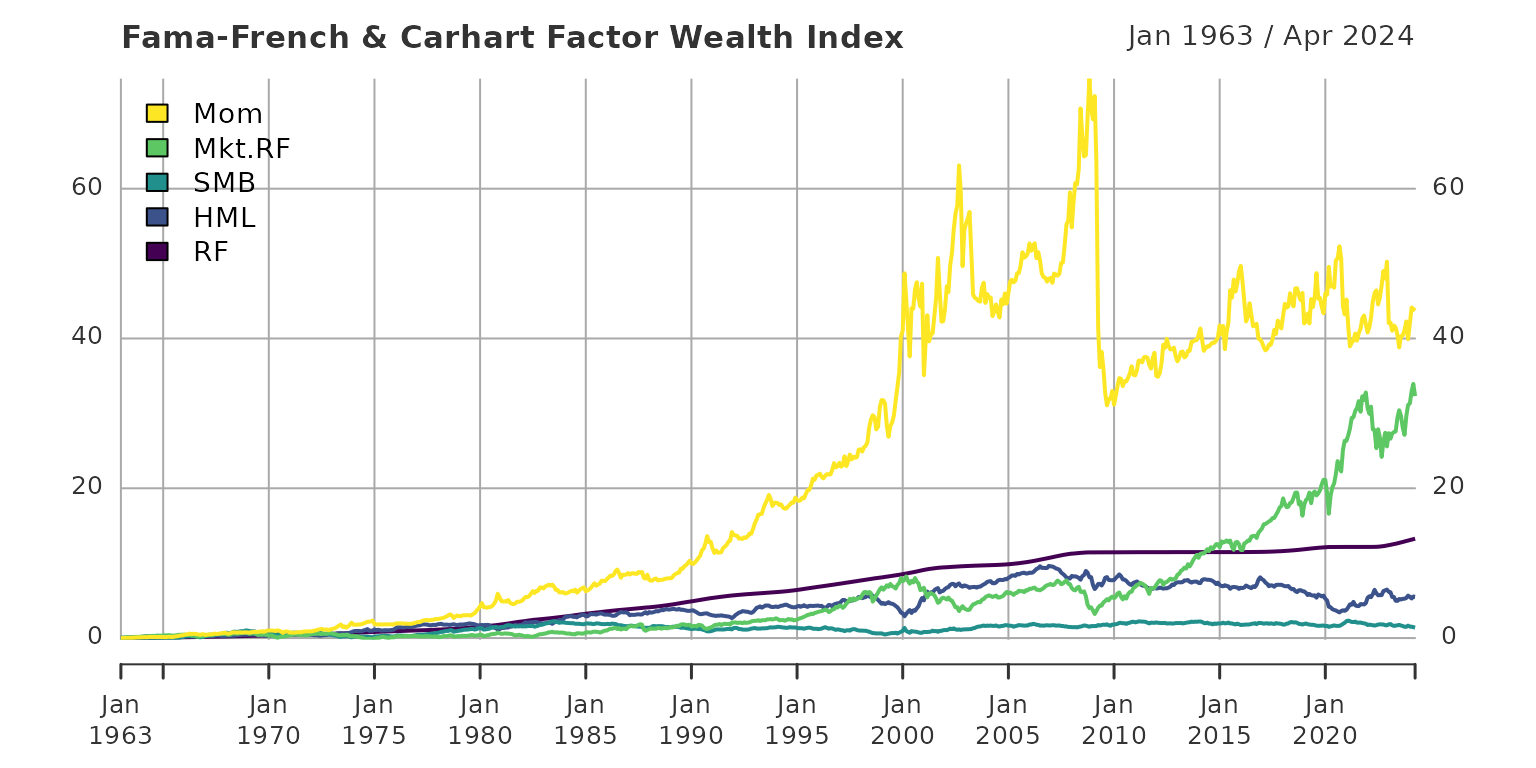 Fama-French & Carhart Factor Wealth Index
Jan 1963 / Apr 2024
Mom
Mkt.RF
SMB
HML
RF
60
40
20
0
60
40
20
0
Jan 1963
Jan 1970
Jan 1975
Jan 1980
Jan 1985
Jan 1990
Jan 1995
Jan 2000
Jan 2005
Jan 2010
Jan 2015
Jan 2020